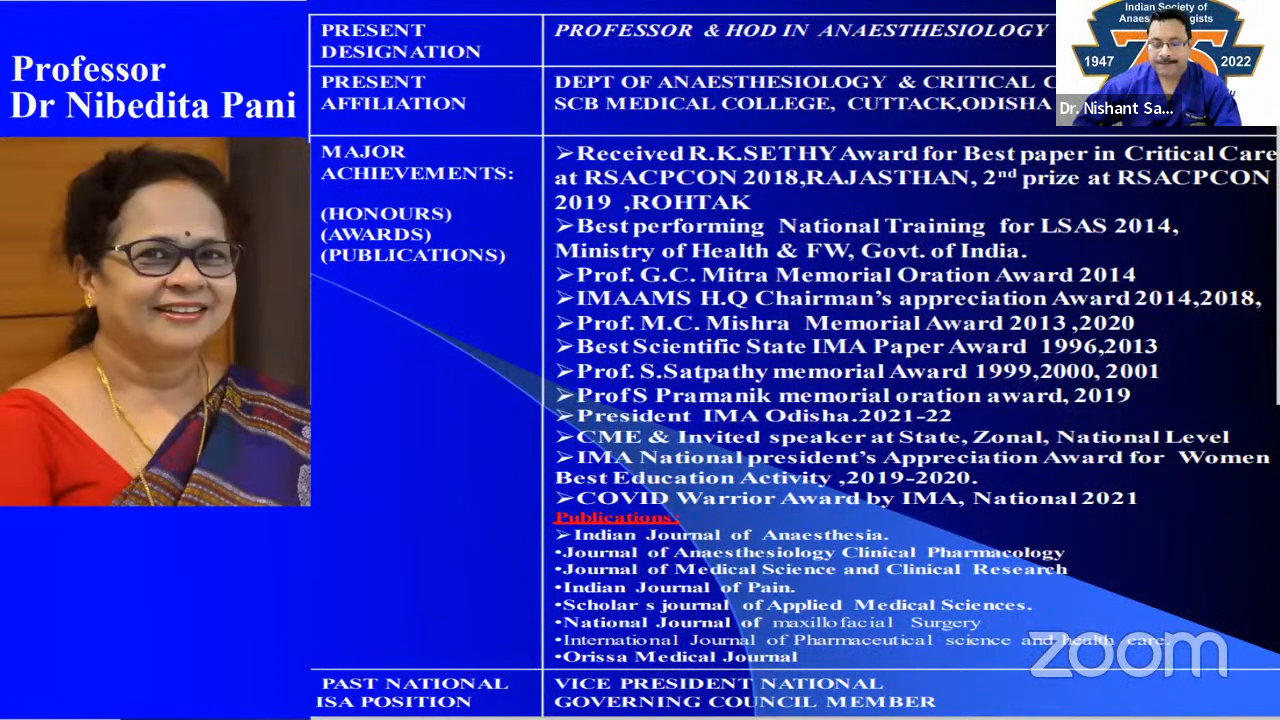 Professor
Dr Nibedita Pani
PRESENT
DESIGNATION
PROFESSOR & HOD IN ANAESTHESIOLOGY
PRESENT
AFFILIATION
DEPT OF ANAESTHESIOLOGY & CRITICAL C
SCB MEDICAL COLLEGE, CUTTACK,ODISHA
MAJOR
ACHIEVEMENTS:
(HONOURS)
(AWARDS)
(PUBLICATIONS)
➢Received R.K.SETHY Award for Best paper in Critical Care
at RSACPCON 2018,RAJASTHAN, 2nd prize at RSACPCON
2019 ,ROHTAK
➢Best performing National Training for LSAS 2014,
Ministry of Health & FW, Govt. of India.
➢Prof. G.C. Mitra Memorial Oration Award 2014
➢IMAAMS H.Q Chairman's appreciation Award 2014,2018,
➢Prof. M.C. Mishra Memorial Award 2013 ,2020
➢Best Scientific State IMA Paper Award 1996,2013
➢Prof. S.Satpathy memorial Award 1999,2000, 2001
➢Prof S Pramanik memorial oration award, 2019
➢President IMA Odisha.2021-22
➢CME & Invited speaker at State, Zonal, National Level
➢IMA National president's Appreciation Award for Women
Best Education Activity ,2019-2020.
➢COVID Warrior Award by IMA, National 2021
Publications:
➢Indian Journal of Anaesthesia.
•Journal of Anaesthesiology Clinical Pharmacology
•Journal of Medical Science and Clinical Research
•Indian Journal of Pain.
•Scholar s journal of Applied Medical Sciences.
•National Journal of maxillofacial Surgery
•International Journal of Pharmaceutical science and health care.
•Orissa Medical Journal
PAST NATIONAL
ISA POSITION
VICE PRESIDENT NATIONAL
GOVERNING COUNCIL MEMBER
Indian Society of
1947
2022
Dr. Nishant Sa...
zoom